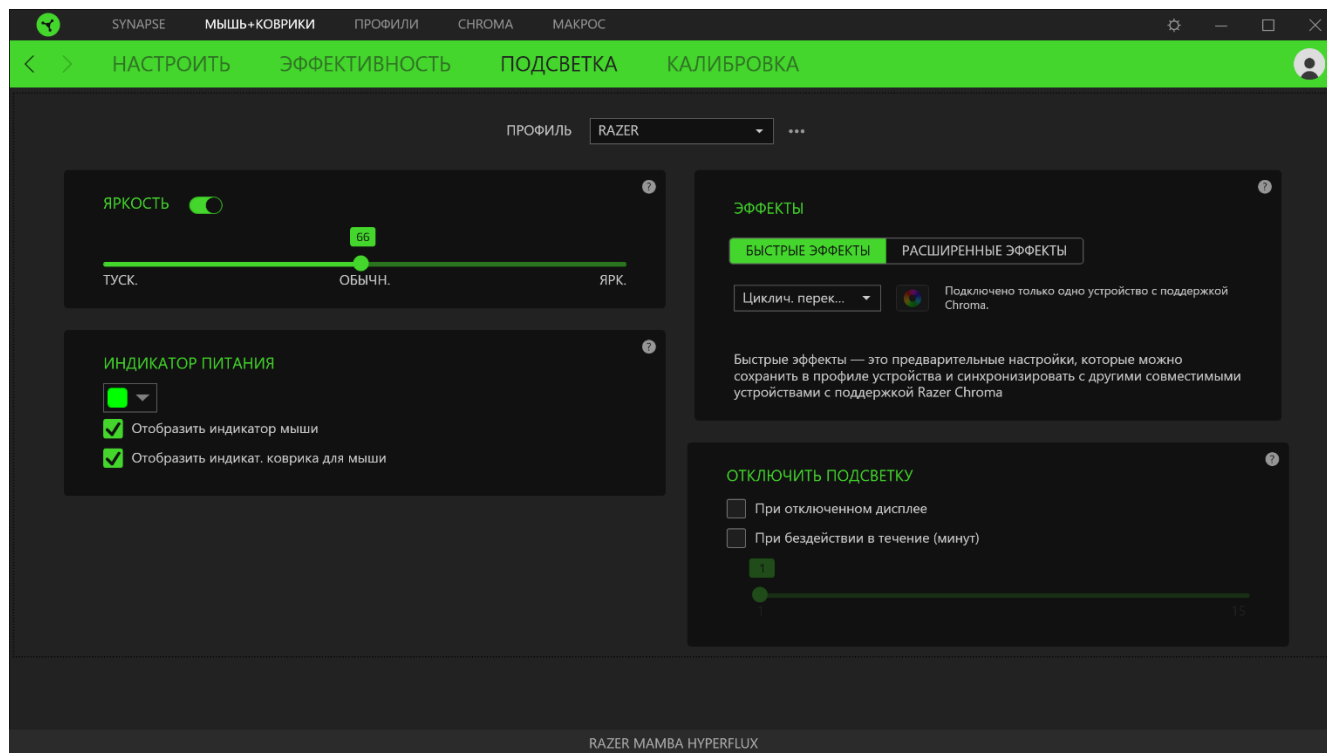 SYNAPSE МЫШЬ+КОВРИКИ ПРОФИЛИ CHROMA МАКРОС
НАСТРОИТЬ ЭФФЕКТИВНОСТЬ ПОДСВЕТКА КАЛИБРОВКА
ПРОФИЛЬ RAZER
ЯРКОСТЬ
66
ТУСК. ОБЫЧН. ЯРК.
ИНДИКАТОР ПИТАНИЯ
Отобразить индикатор мыши
Отобразить индикат. коврика для мыши
ЭФФЕКТЫ
БЫСТРЫЕ ЭФФЕКТЫ РАСШИРЕННЫЕ ЭФФЕКТЫ
Циклич. перек...
Подключено только одно устройство с поддержкой
Chroma.
Быстрые эффекты — это предварительные настройки, которые можно
сохранить в профиле устройства и синхронизировать с другими совместимыми
устройствами с поддержкой Razer Chroma
ОТКЛЮЧИТЬ ПОДСВЕТКУ
При отключенном дисплее
При бездействии в течение (минут)
1
1 15
RAZER MAMBA HYPERFLUX